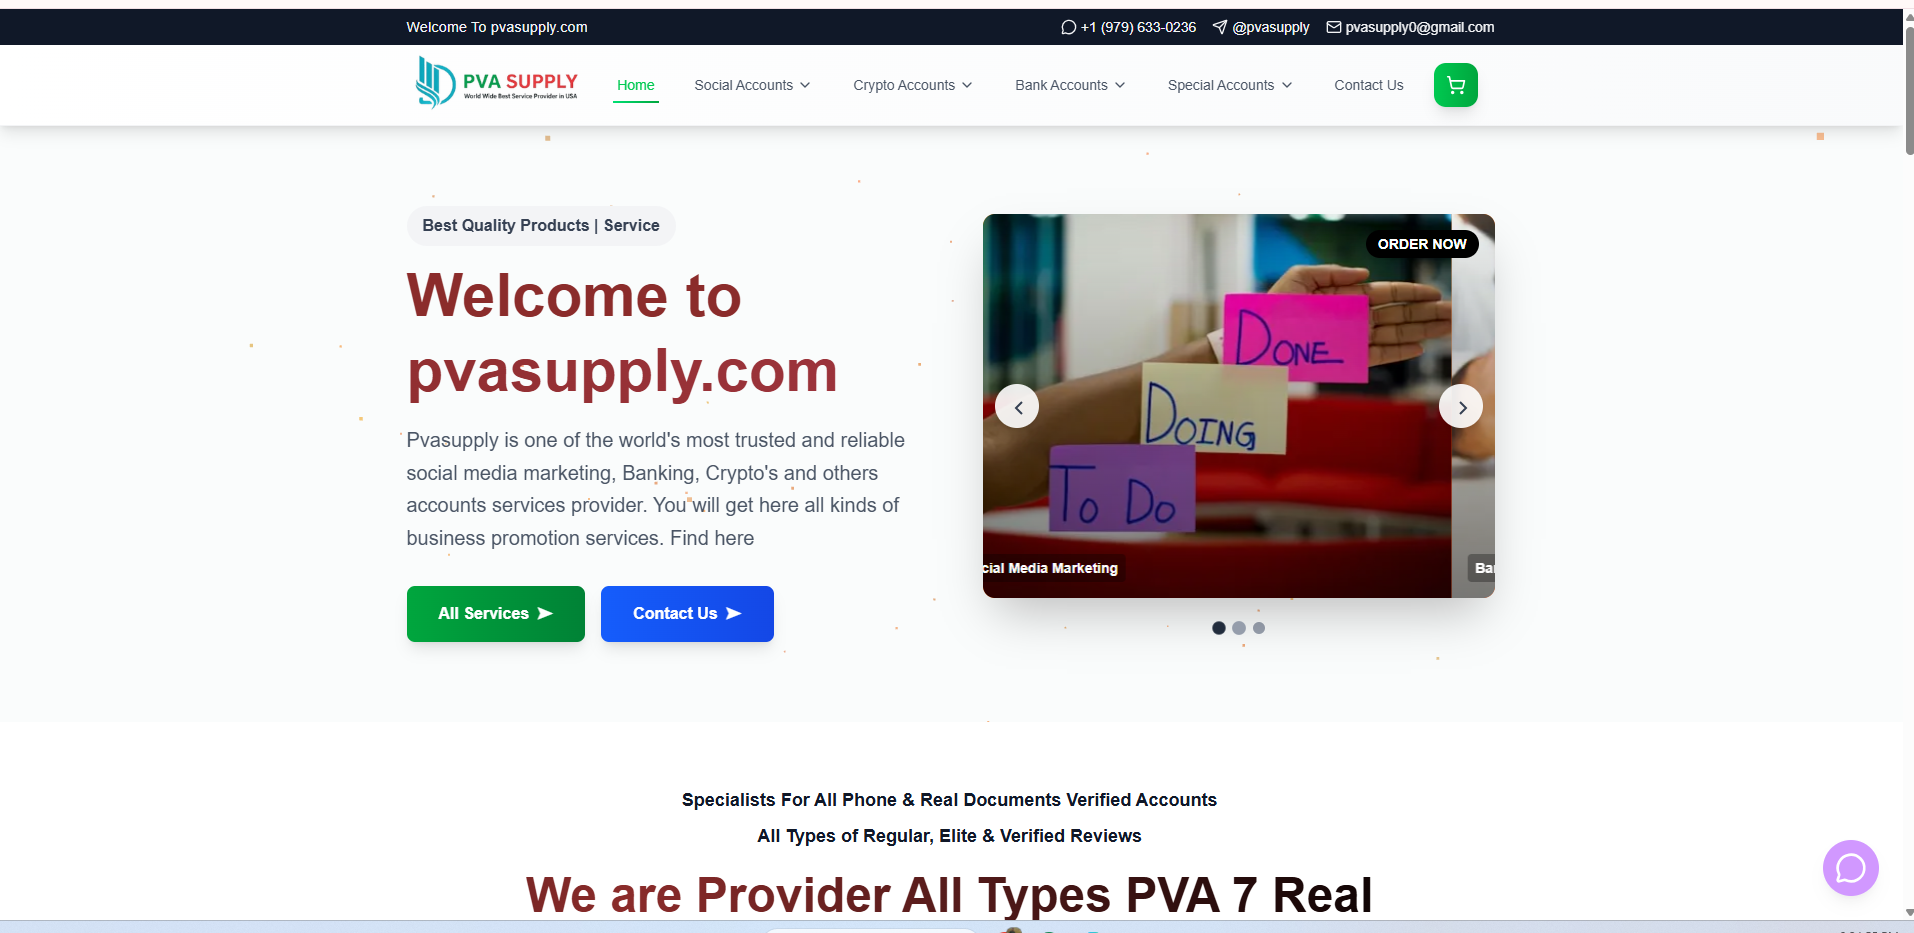 Welcome To pvasupply.com
+1 (979) 633-0236
@pvasupply
pvasupply0@gmail.com
PVA SUPPLY
World Wide Best Service Provider in USA
Home
Social Accounts
Crypto Accounts
Bank Accounts
Special Accounts
Contact Us
Best Quality Products | Service
Welcome to
pvasupply.com
Pvasupply is one of the world's most trusted and reliable
social media marketing, Banking, Crypto's and others
accounts services provider. You will get here all kinds of
business promotion services. Find here
All Services
Contact Us
ORDER NOW
DONE
DOING
To Do
cial Media Marketing
Specialists For All Phone & Real Documents Verified Accounts
All Types of Regular, Elite & Verified Reviews
We are Provider All Types PVA 7 Real